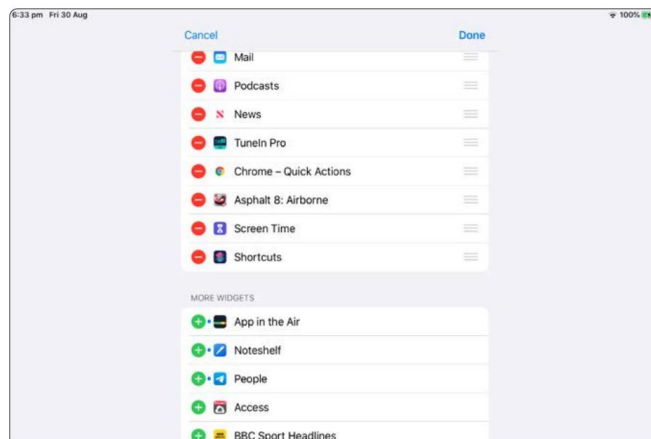 6:33 pm Fri 30 Aug
100%
Cancel
Done
Mail
Podcasts
News
TuneIn Pro
Chrome – Quick Actions
Asphalt 8: Airborne
Screen Time
Shortcuts
MORE WIDGETS
App in the Air
Noteshelf
People
Access
BBC Sport Headlines